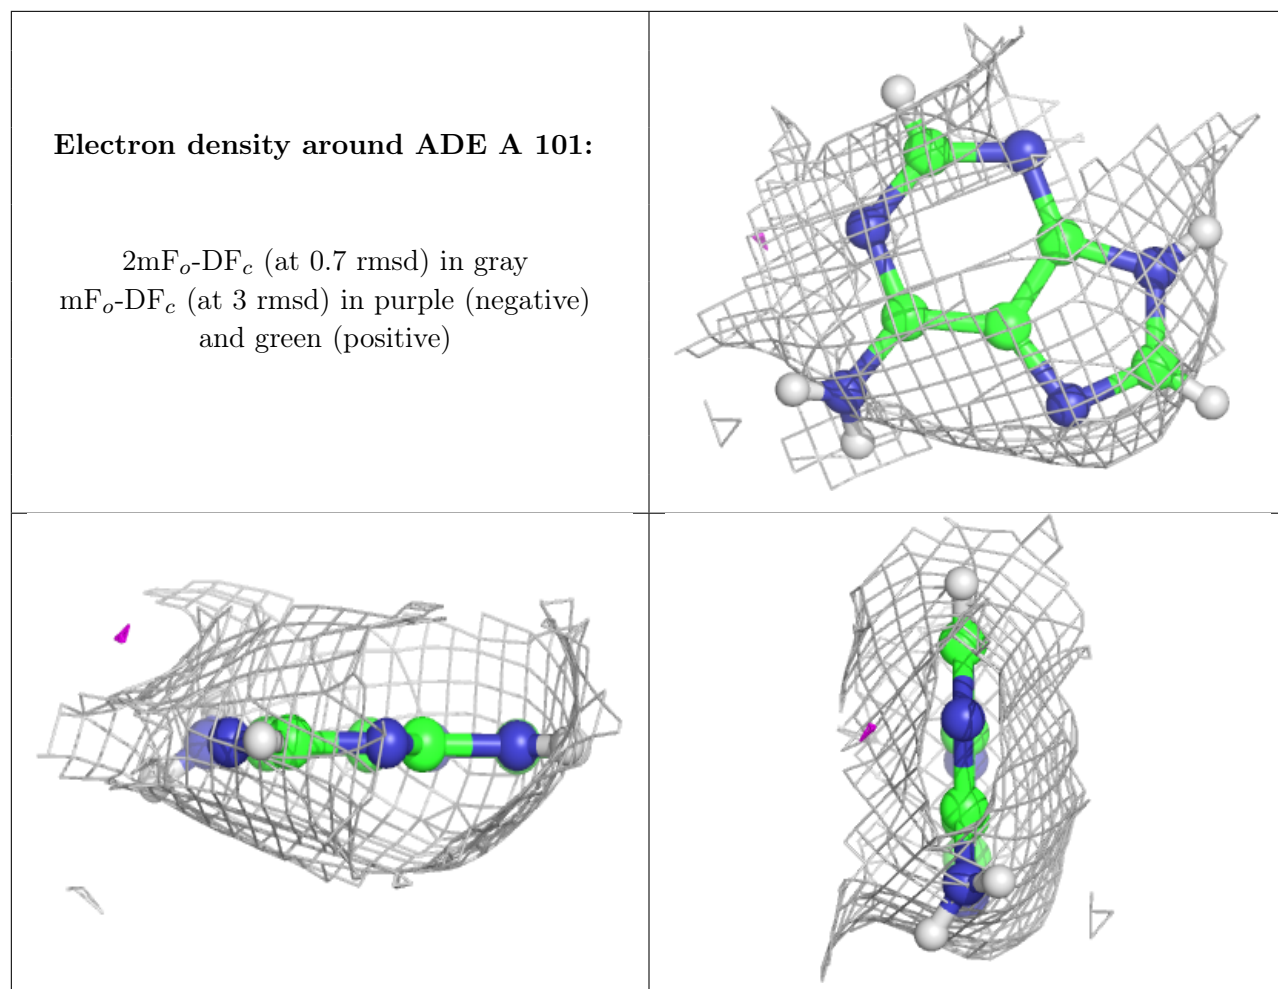 Electron density around ADE A 101:
2mFₒ-DF𝒸 (at 0.7 rmsd) in gray
mFₒ-DF𝒸 (at 3 rmsd) in purple (negative)
and green (positive)